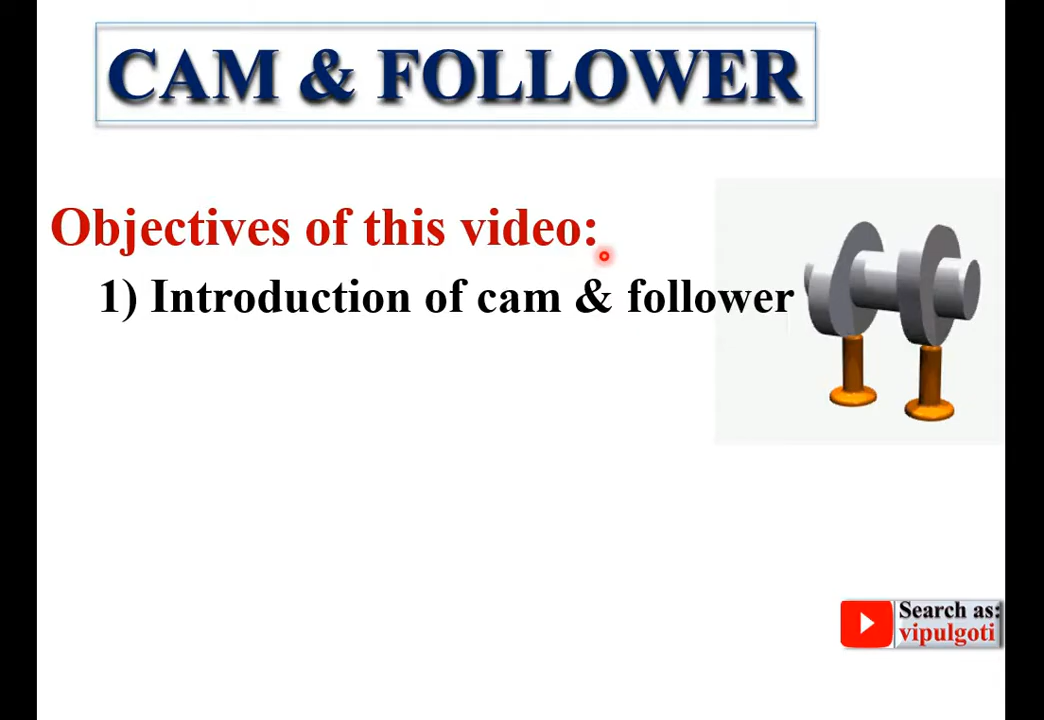 CAM & FOLLOWER
Objectives of this video:
1) Introduction of cam & follower
Search as:
vipulgoti